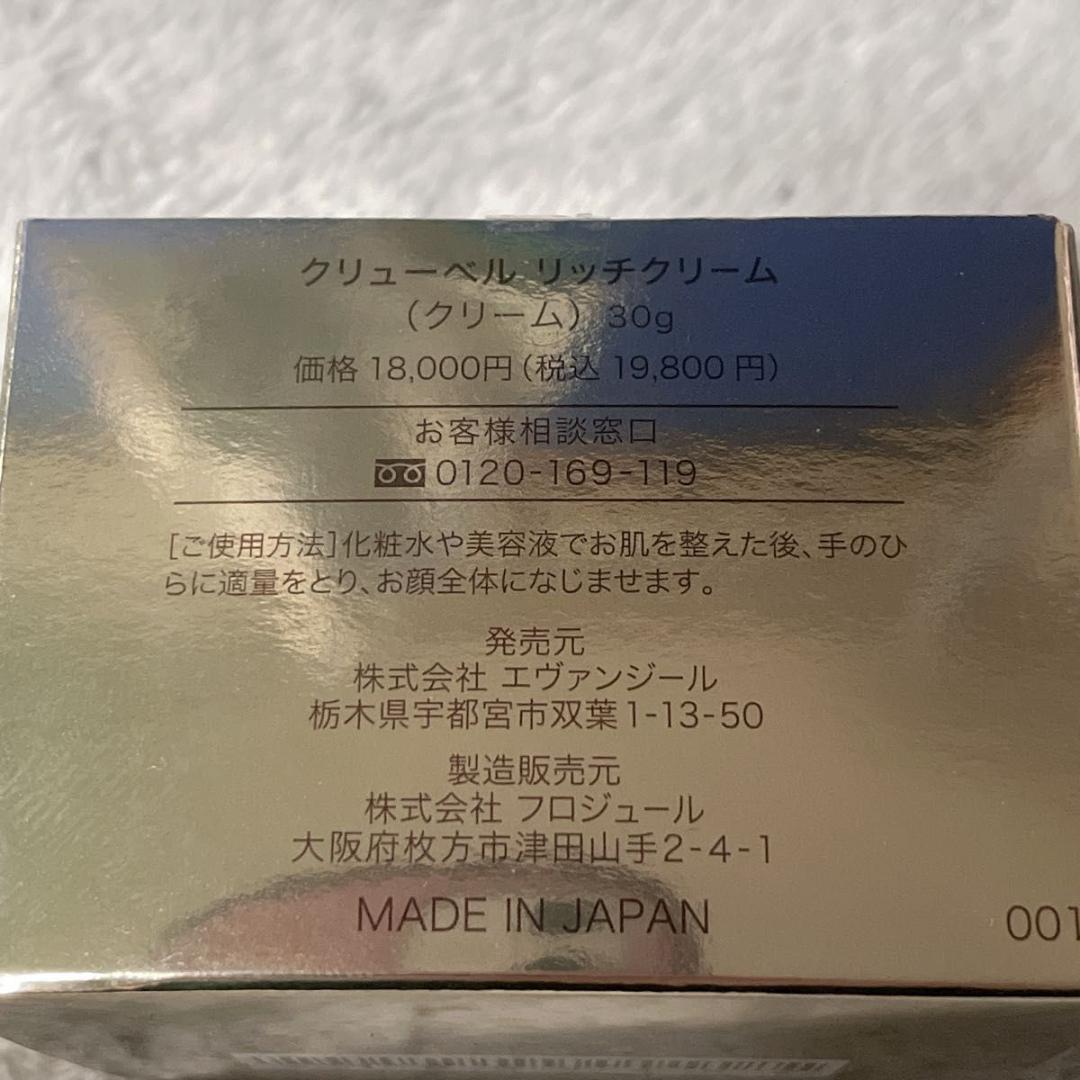 クリューベル リッチクリーム
（クリーム） 30g
価格 18,000円（税込 19,800 円）
お客様相談窓口
0120-169-119
［ご使用方法］化粧水や美容液でお肌を整えた後、手のひ
らに適量をとり、お顔全体になじませます。
発売元
株式会社 エヴァンジール
栃木県宇都宮市双葉1-13-50
製造販売元
株式会社 フロジュール
大阪府枚方市津田山手2-4-1
MADE IN JAPAN
001